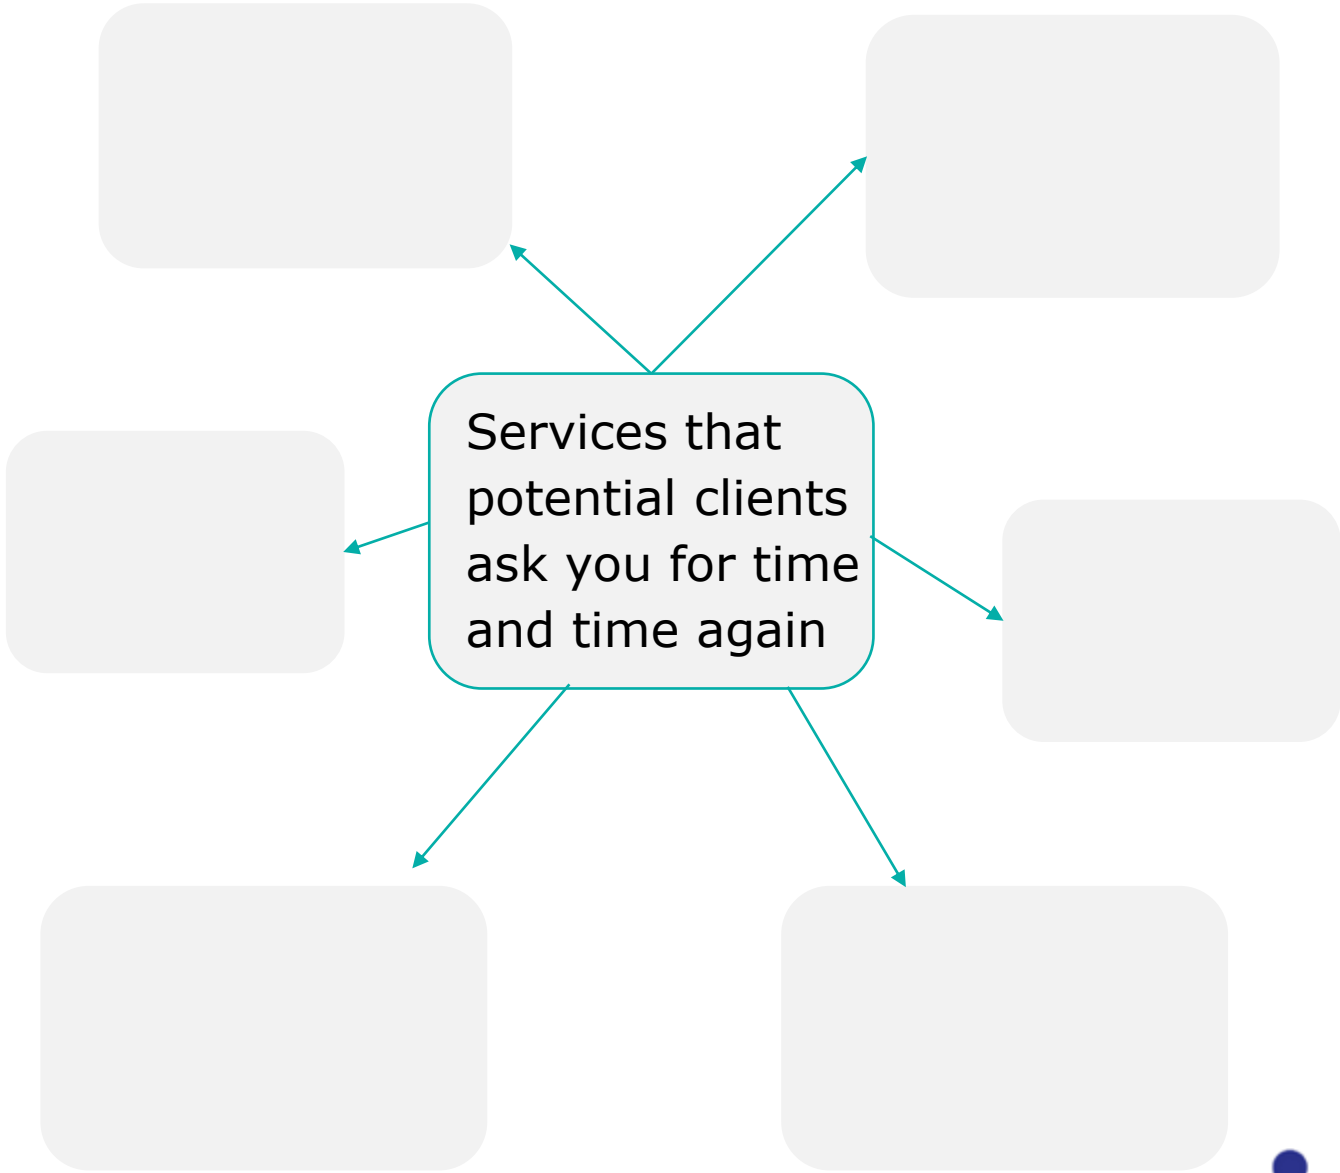 Services that
potential clients
ask you for time
and time again